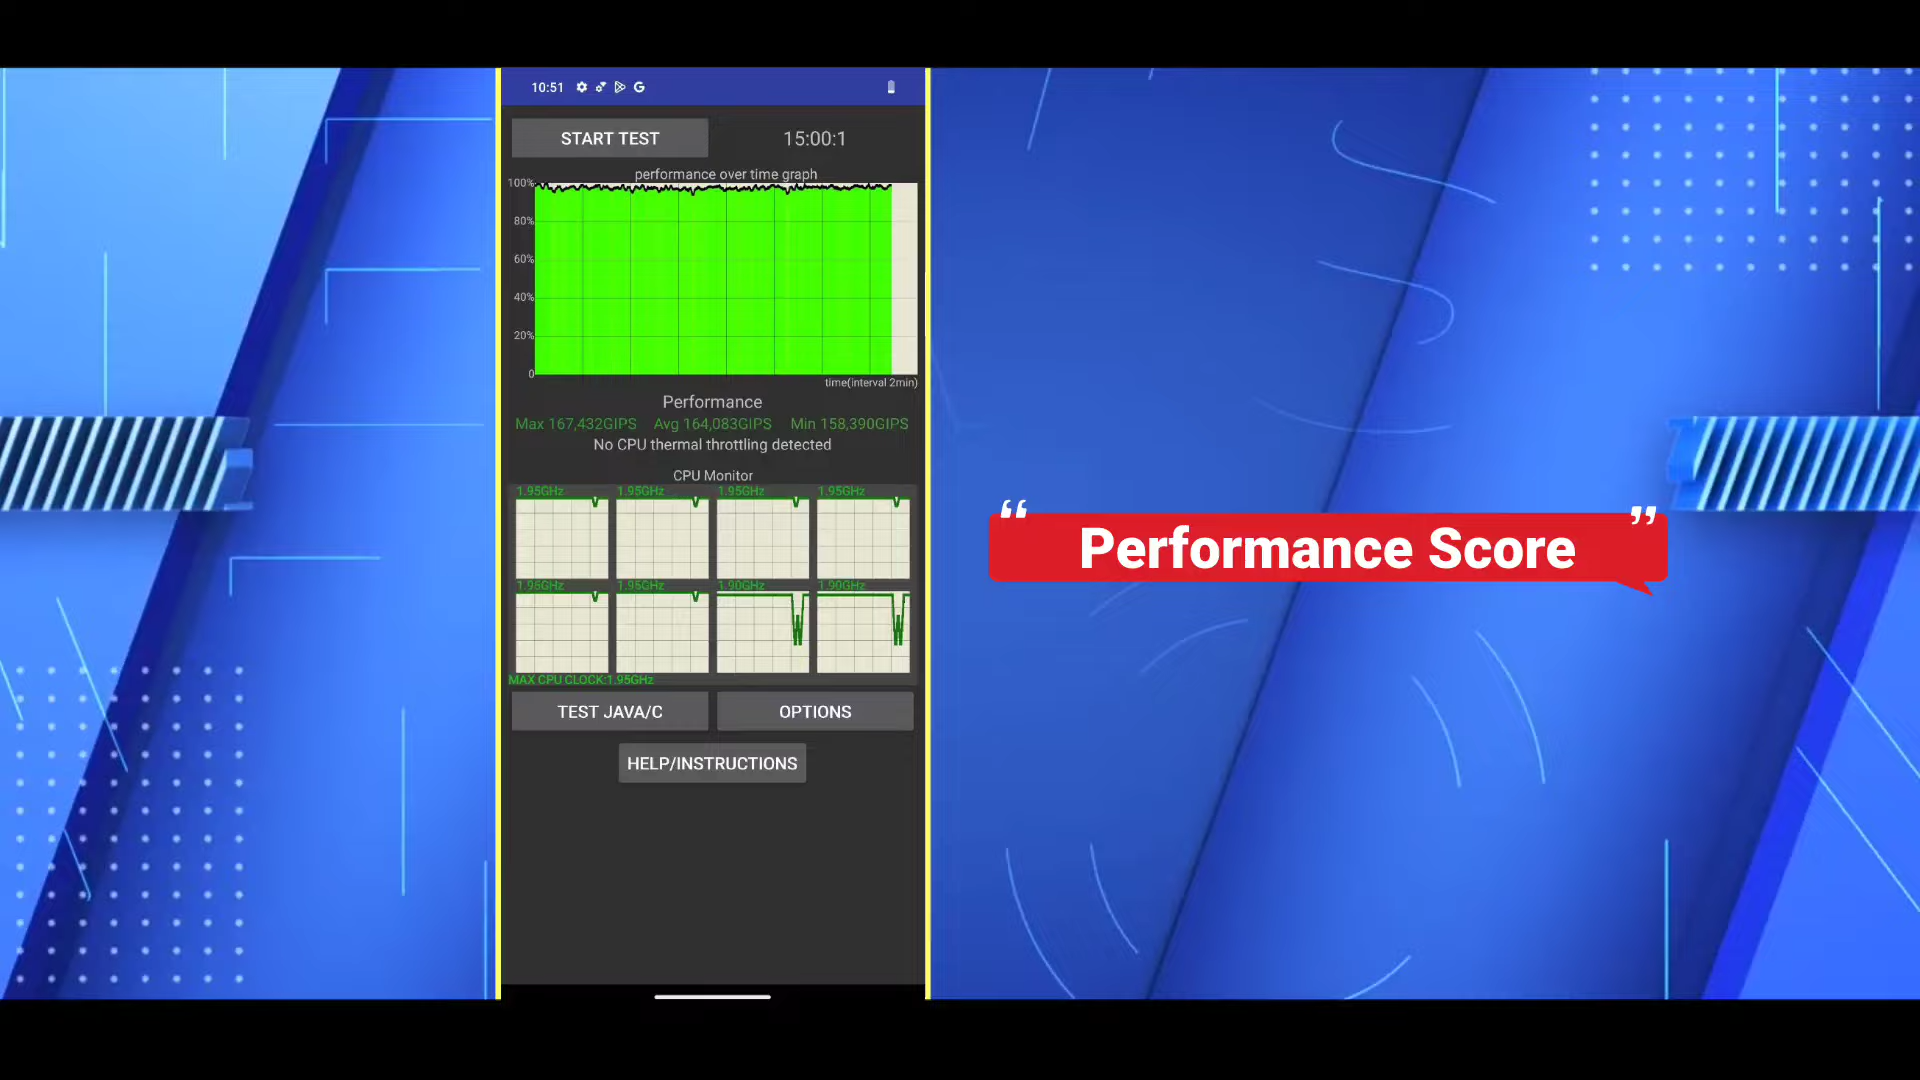 10:51
START TEST
15:00:1
performance over time graph
100%
80%
60%
40%
20%
0
time(interval 2min)
Performance
Max 167,432GIPS Avg 164,083GIPS Min 158,390GIPS
No CPU thermal throttling detected
CPU Monitor
1.95GHz 1.95GHz 1.95GHz 1.95GHz
1.95GHz 1.95GHz 1.90GHz 1.90GHz
MAX CPU CLOCK:1.95GHz
TEST JAVA/C
OPTIONS
HELP/INSTRUCTIONS
“Performance Score”